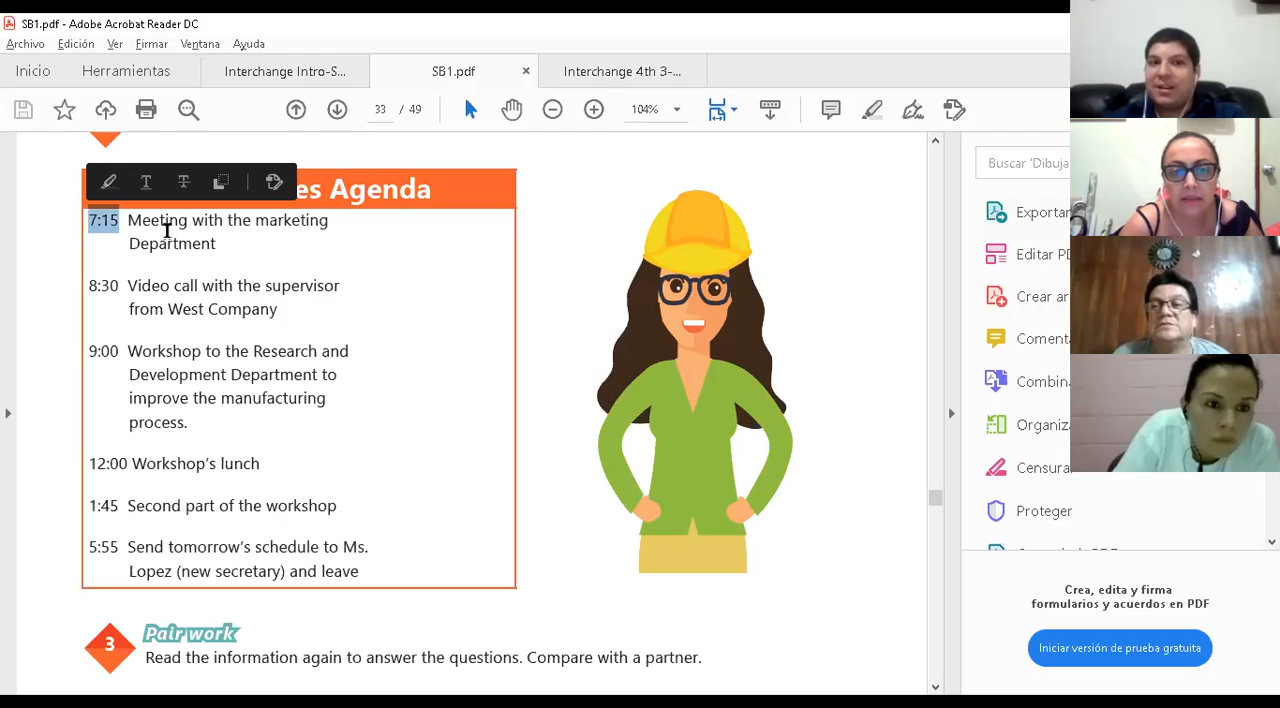 SB1.pdf - Adobe Acrobat Reader DC
Archivo Edición Ver Firmar Ventana Ayuda
Inicio Herramientas Interchange Intro-S... SB1.pdf × Interchange 4th 3-...
33 / 49 104%
es Agenda
7:15 Meeting with the marketing
Department
8:30 Video call with the supervisor
from West Company
9:00 Workshop to the Research and
Development Department to
improve the manufacturing
process.
12:00 Workshop's lunch
1:45 Second part of the workshop
5:55 Send tomorrow's schedule to Ms.
Lopez (new secretary) and leave
3 Pair work
Read the information again to answer the questions. Compare with a partner.
Buscar 'Dibuja
Exportar
Editar PD
Crear ar
Comenta
Combina
Organiza
Censura
Proteger
Crea, edita y firma
formularios y acuerdos en PDF
Iniciar versión de prueba gratuita